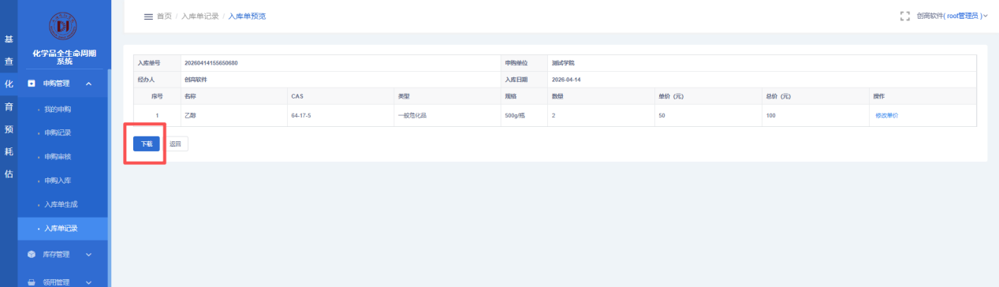 首页 / 入库单记录 / 入库单预览
创高软件( root管理员 )
基
查
化
育
预
耗
估
化学品全生命周期
系统
申购管理
我的申购
申购记录
申购审核
申购入库
入库单生成
入库单记录
库存管理
领用管理
入库单号 20260414155650680 申购单位 测试学院
经办人 创高软件 入库日期 2026-04-14
序号 名称 CAS 类型 规格 数量 单价 (元) 总价 (元) 操作
1 乙醇 64-17-5 一般危化品 500g/瓶 2 50 100 修改单价
下载 返回